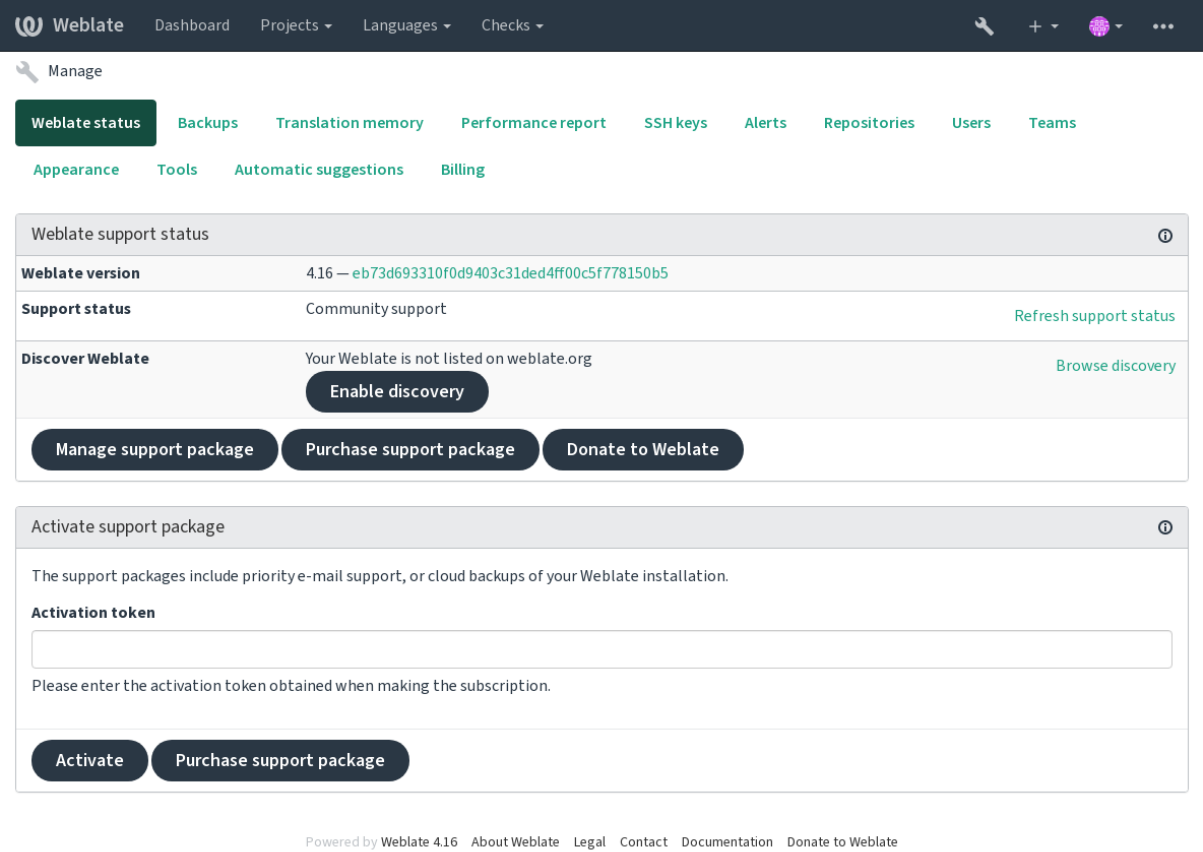 Weblate Dashboard Projects Languages Checks
Manage
Weblate status Backups Translation memory Performance report SSH keys Alerts Repositories Users Teams
Appearance Tools Automatic suggestions Billing
Weblate support status
Weblate version 4.16 — eb73d693310f0d9403c31ded4ff00c5f778150b5
Support status Community support Refresh support status
Discover Weblate Your Weblate is not listed on weblate.org Browse discovery
Enable discovery
Manage support package Purchase support package Donate to Weblate
Activate support package
The support packages include priority e-mail support, or cloud backups of your Weblate installation.
Activation token
Please enter the activation token obtained when making the subscription.
Activate Purchase support package
Powered by Weblate 4.16 About Weblate Legal Contact Documentation Donate to Weblate